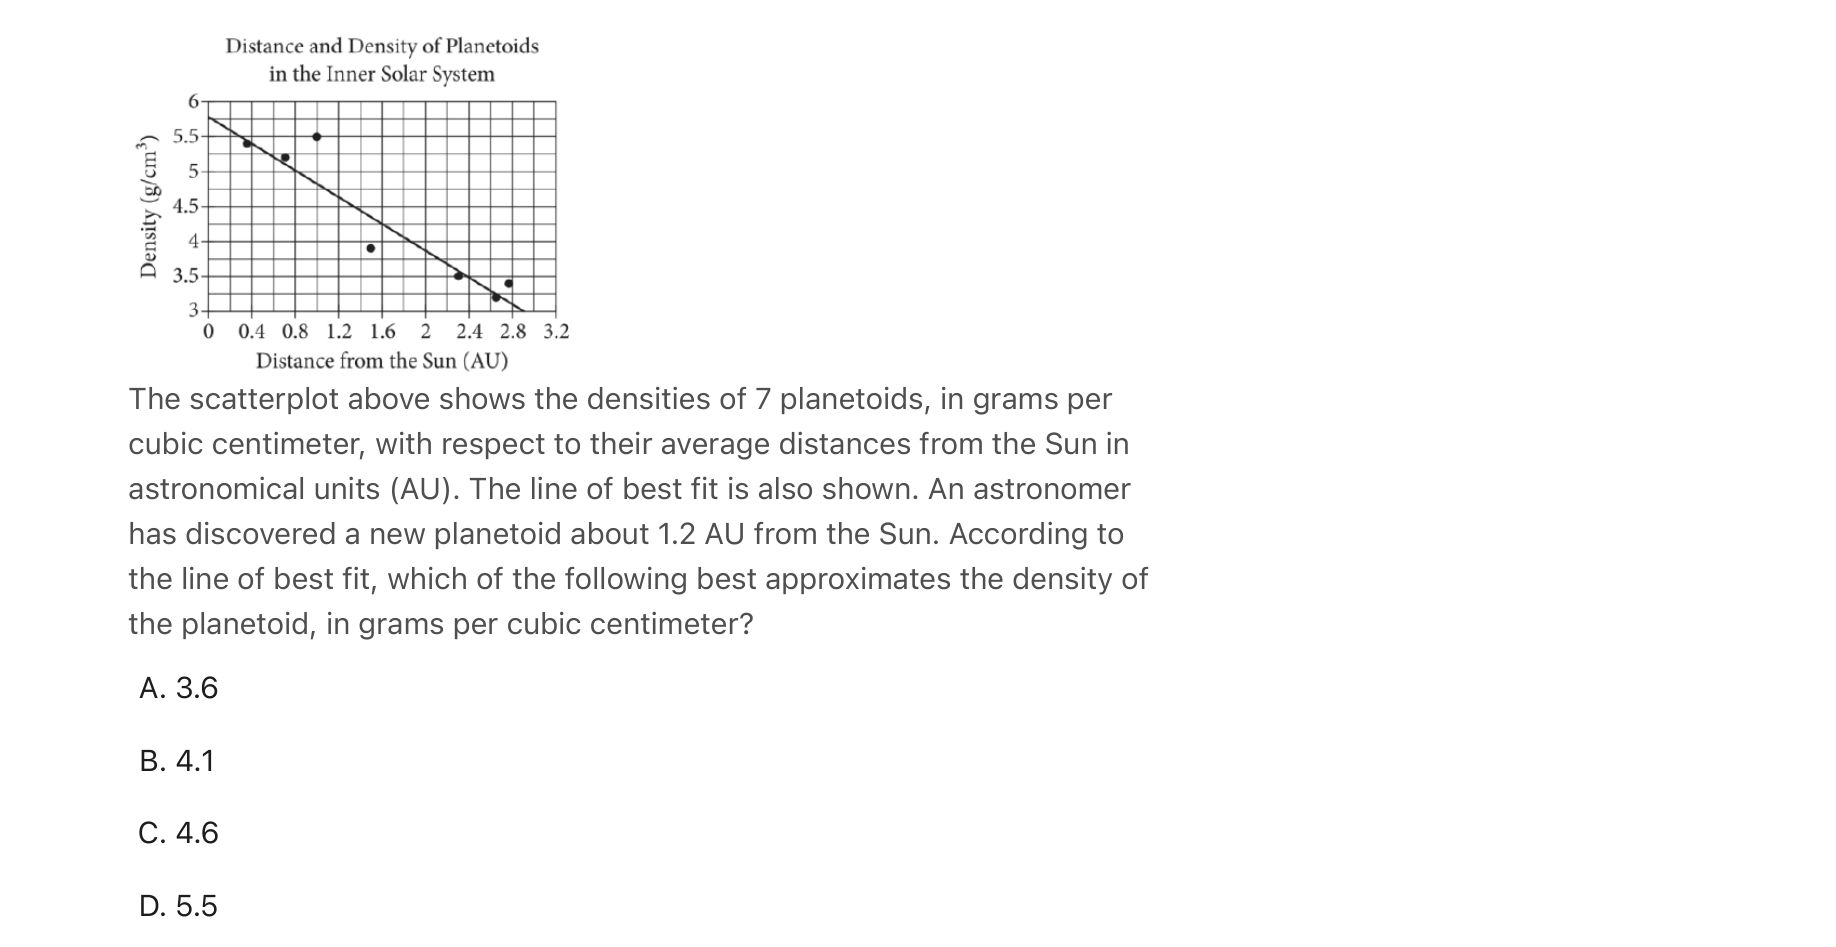 Distance and Density of Planetoids
in the Inner Solar System
Density (g/cm³)
6
5.5
5
4.5
4
3.5
3
0 0.4 0.8 1.2 1.6 2 2.4 2.8 3.2
Distance from the Sun (AU)
The scatterplot above shows the densities of 7 planetoids, in grams per
cubic centimeter, with respect to their average distances from the Sun in
astronomical units (AU). The line of best fit is also shown. An astronomer
has discovered a new planetoid about 1.2 AU from the Sun. According to
the line of best fit, which of the following best approximates the density of
the planetoid, in grams per cubic centimeter?
A. 3.6
B. 4.1
C. 4.6
D. 5.5